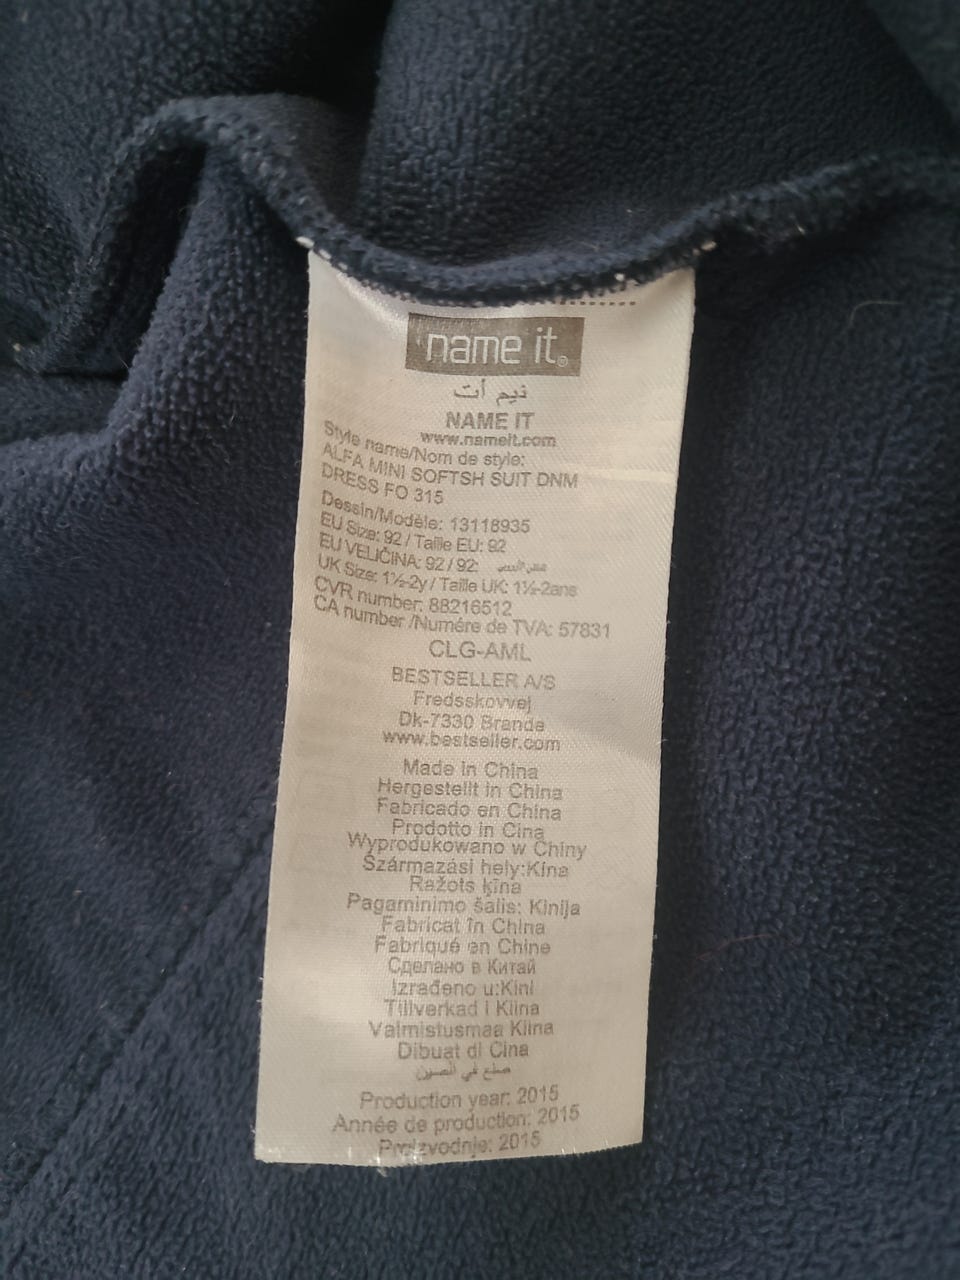 name it®
نيم أت
NAME IT
www.nameit.com
Style name/Nom de style:
ALFA MINI SOFTSH SUIT DNM
DRESS FO 315
Dessin/Modèle: 13118935
EU Size: 92 / Taille EU: 92
EU VELIČINA: 92 / 92:
UK Size: 1½-2y / Taille UK: 1½-2ans
CVR number: 88216512
CA number /Numére de TVA: 57831
CLG-AML
BESTSELLER A/S
Fredsskovvej
Dk-7330 Brande
www.bestseller.com
Made in China
Hergestellt in China
Fabricado en China
Prodotto in Cina
Wyprodukowano w Chiny
Származási hely:Kína
Ražots ķīna
Pagaminimo šalis: Kinija
Fabricat în China
Fabriqué en Chine
Сделано в Китай
Izrađeno u:Kini
Tillverkad i Kiina
Valmistusmaa Kiina
Dibuat di Cina
صنع في الصين
Production year: 2015
Année de production: 2015
Proizvodnje: 2015